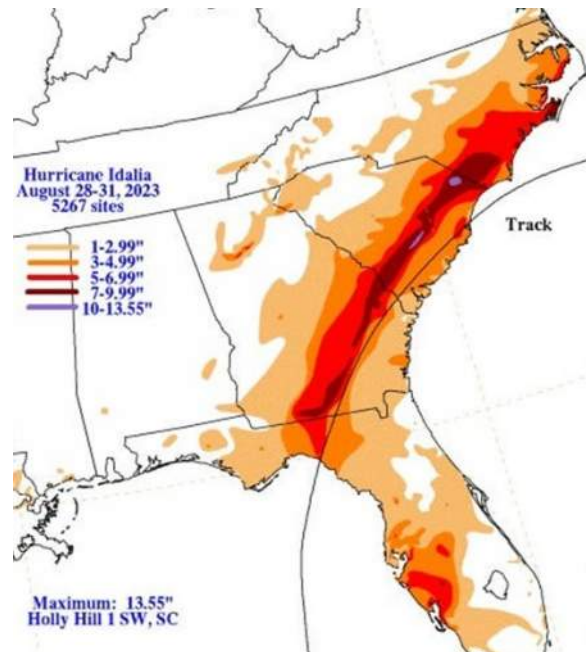 Hurricane Idalia
August 28-31, 2023
5267 sites
1-2.99"
3-4.99"
5-6.99"
7-9.99"
10-13.55"
Track
Maximum: 13.55"
Holly Hill 1 SW, SC